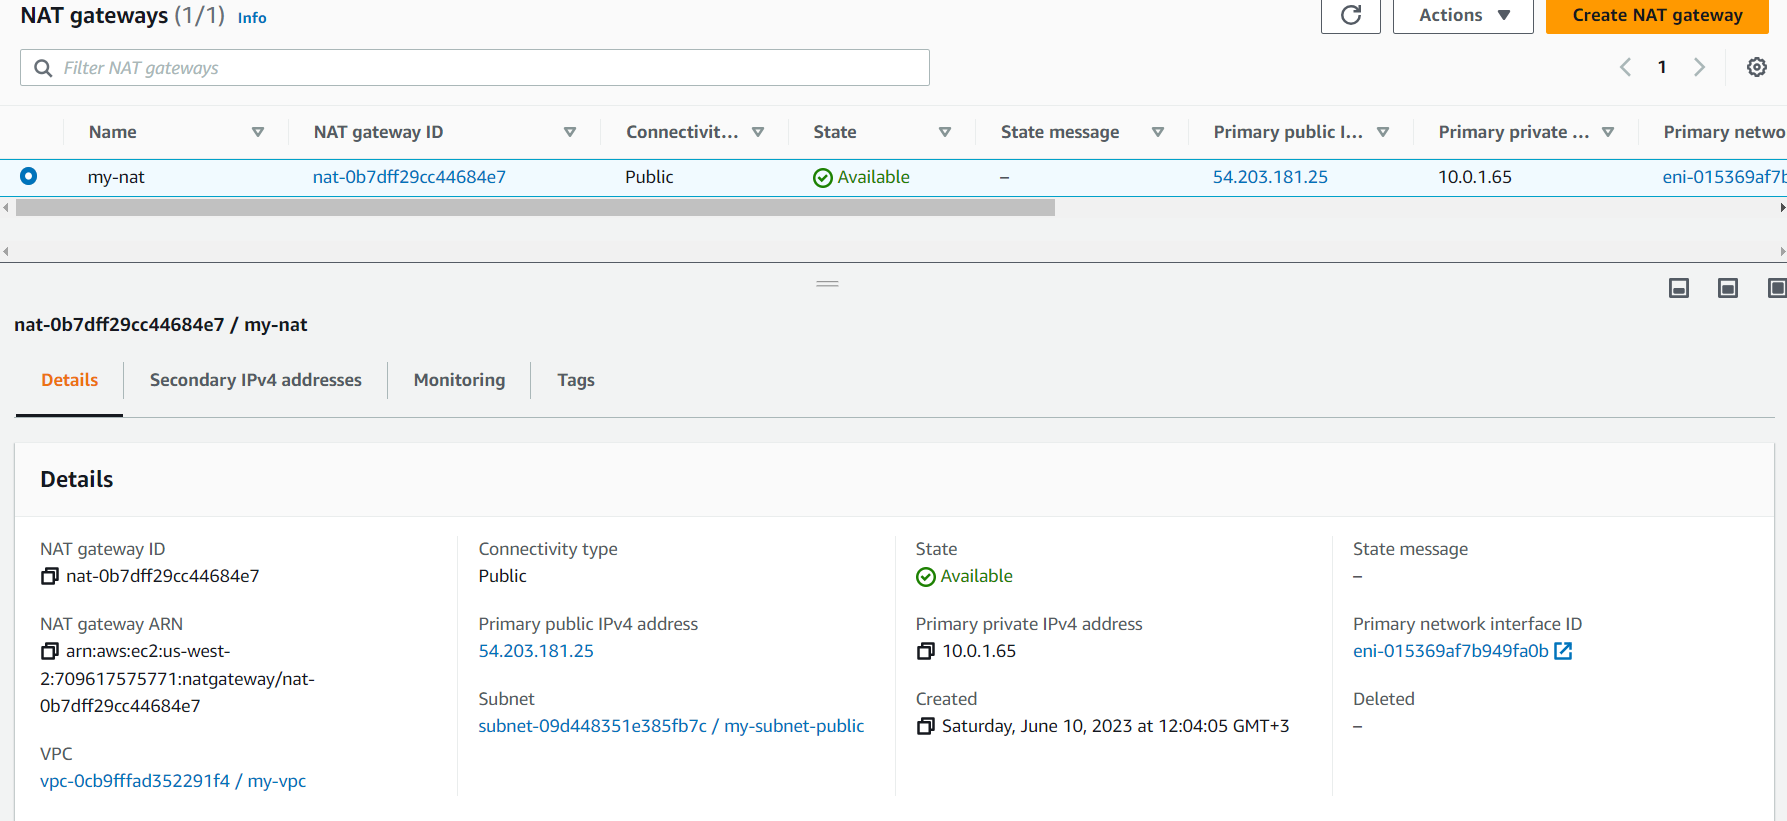 NAT gateways (1/1) Info
Actions
Create NAT gateway
Filter NAT gateways
1
Name NAT gateway ID Connectivit... State State message Primary public I... Primary private ... Primary netwo
my-nat nat-0b7dff29cc44684e7 Public Available – 54.203.181.25 10.0.1.65 eni-015369af7b
nat-0b7dff29cc44684e7 / my-nat
Details Secondary IPv4 addresses Monitoring Tags
Details
NAT gateway ID
nat-0b7dff29cc44684e7
NAT gateway ARN
arn:aws:ec2:us-west-
2:709617575771:natgateway/nat-
0b7dff29cc44684e7
VPC
vpc-0cb9fffad352291f4 / my-vpc
Connectivity type
Public
Primary public IPv4 address
54.203.181.25
Subnet
subnet-09d448351e385fb7c / my-subnet-public
State
Available
Primary private IPv4 address
10.0.1.65
Created
Saturday, June 10, 2023 at 12:04:05 GMT+3
State message
–
Primary network interface ID
eni-015369af7b949fa0b
Deleted
–